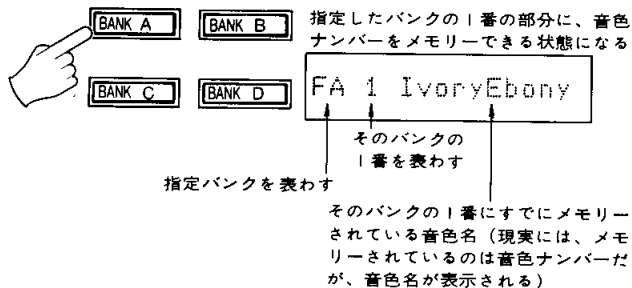 BANK A
BANK B
BANK C
BANK D
指定したバンクの1番の部分に、音色
ナンバーをメモリーできる状態になる
FA 1 IvoryEbony
そのバンクの
1番を表わす
指定バンクを表わす
そのバンクの1番にすでにメモリー
されている音色名（現実には、メモ
リーされているのは音色ナンバーだ
が、音色名が表示される）